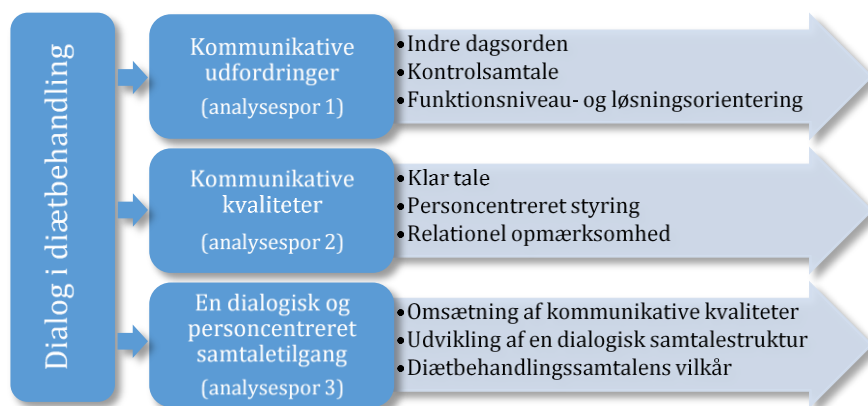 Dialog i diætbehandling
Kommunikative
udfordringer
(analysespor 1)
•Indre dagsorden
•Kontrolsamtale
•Funktionsniveau- og løsningsorientering
Kommunikative
kvaliteter
(analysespor 2)
•Klar tale
•Personcentreret styring
•Relationel opmærksomhed
En dialogisk og
personcentreret
samtaletilgang
(analysespor 3)
•Omsætning af kommunikative kvaliteter
•Udvikling af en dialogisk samtalestruktur
•Diætbehandlingssamtalens vilkår